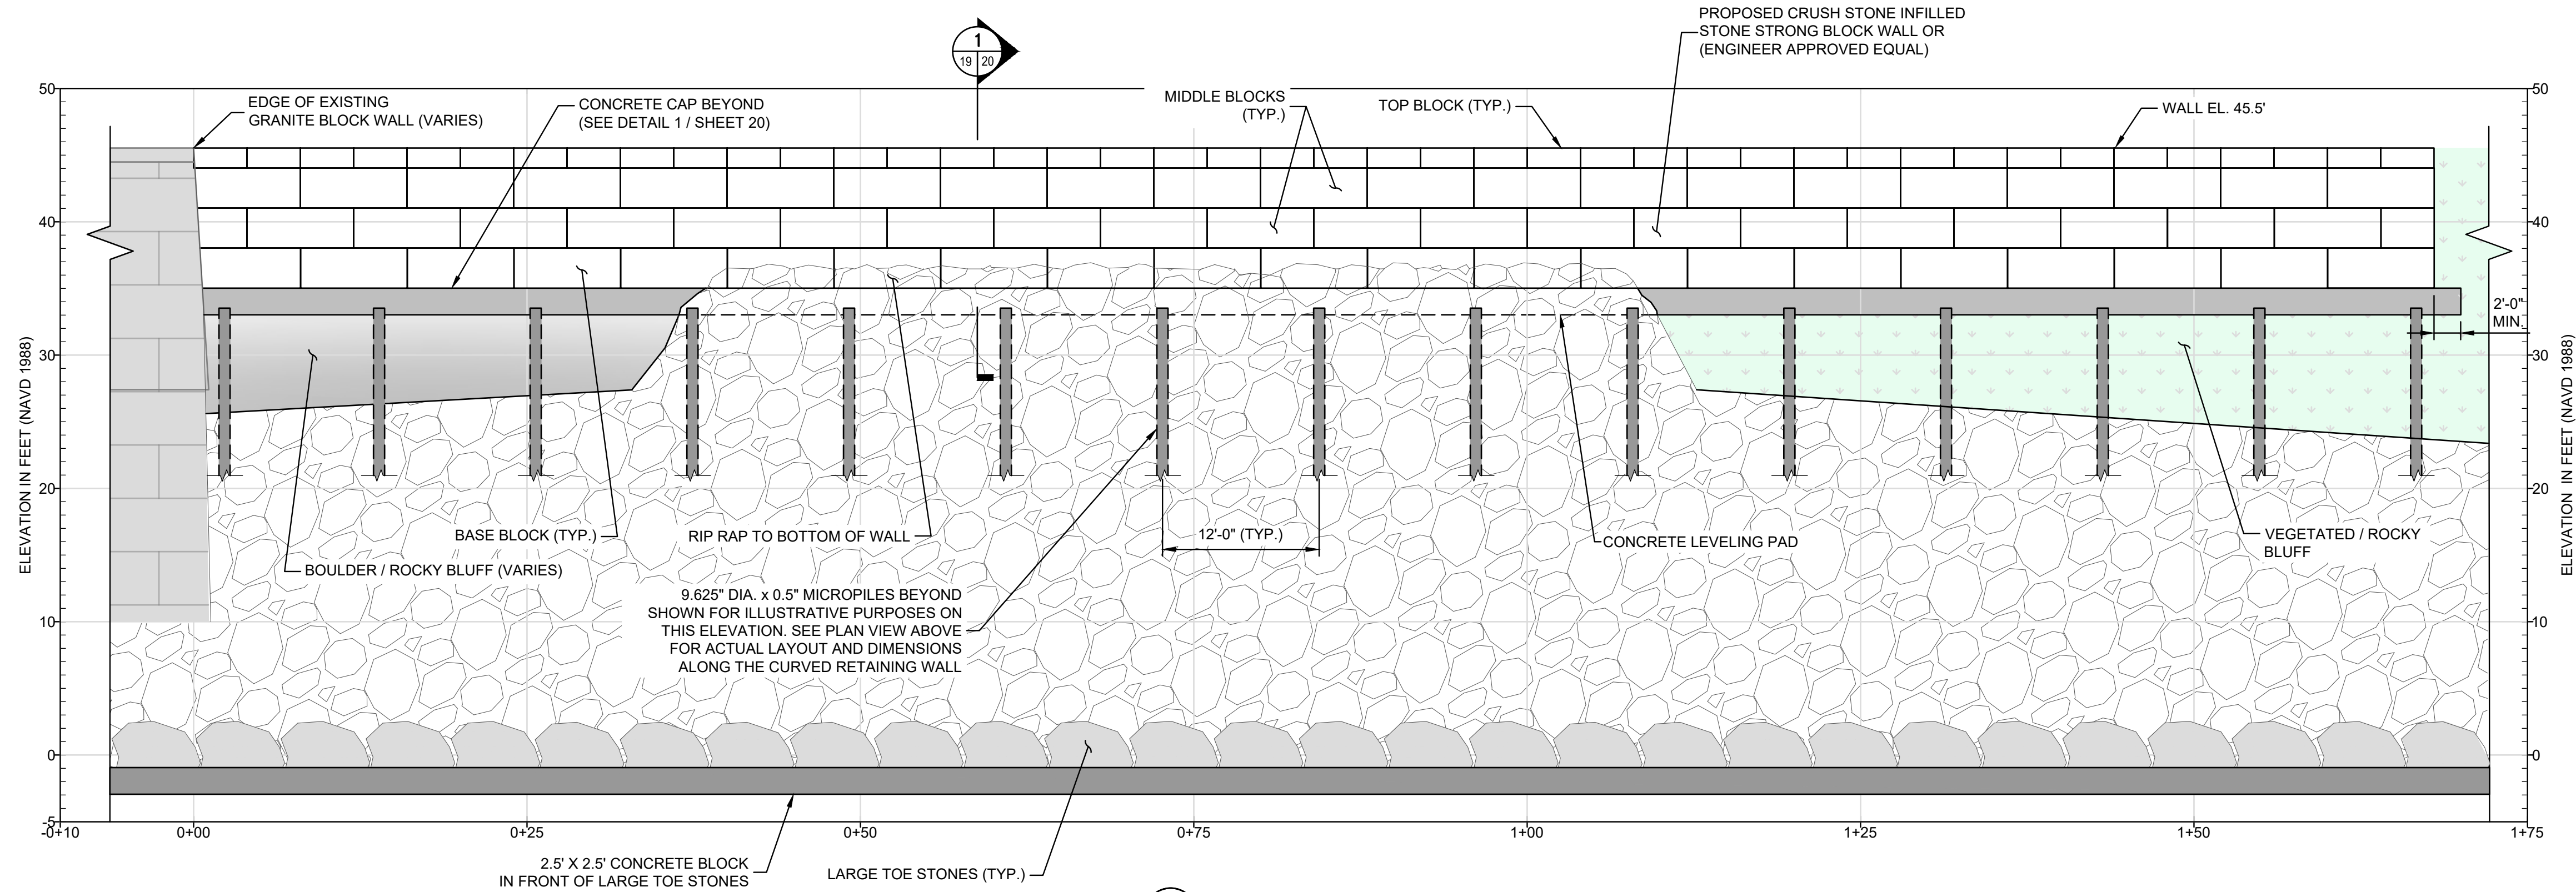 PROPOSED CRUSH STONE INFILLED
STONE STRONG BLOCK WALL OR
(ENGINEER APPROVED EQUAL)
1
19 20
50
50
EDGE OF EXISTING
GRANITE BLOCK WALL (VARIES)
CONCRETE CAP BEYOND
(SEE DETAIL 1 / SHEET 20)
MIDDLE BLOCKS
(TYP.)
TOP BLOCK (TYP.)
WALL EL. 45.5'
40
40
2'-0"
MIN.
30
30
ELEVATION IN FEET (NAVD 1988)
ELEVATION IN FEET (NAVD 1988)
20
20
BASE BLOCK (TYP.)
RIP RAP TO BOTTOM OF WALL
12'-0" (TYP.)
CONCRETE LEVELING PAD
VEGETATED / ROCKY
BLUFF
BOULDER / ROCKY BLUFF (VARIES)
9.625" DIA. x 0.5" MICROPILES BEYOND
SHOWN FOR ILLUSTRATIVE PURPOSES ON
THIS ELEVATION. SEE PLAN VIEW ABOVE
FOR ACTUAL LAYOUT AND DIMENSIONS
ALONG THE CURVED RETAINING WALL
10
10
0
0
-5
-0+10
0+00
0+25
0+50
0+75
1+00
1+25
1+50
1+75
2.5' X 2.5' CONCRETE BLOCK
IN FRONT OF LARGE TOE STONES
LARGE TOE STONES (TYP.)